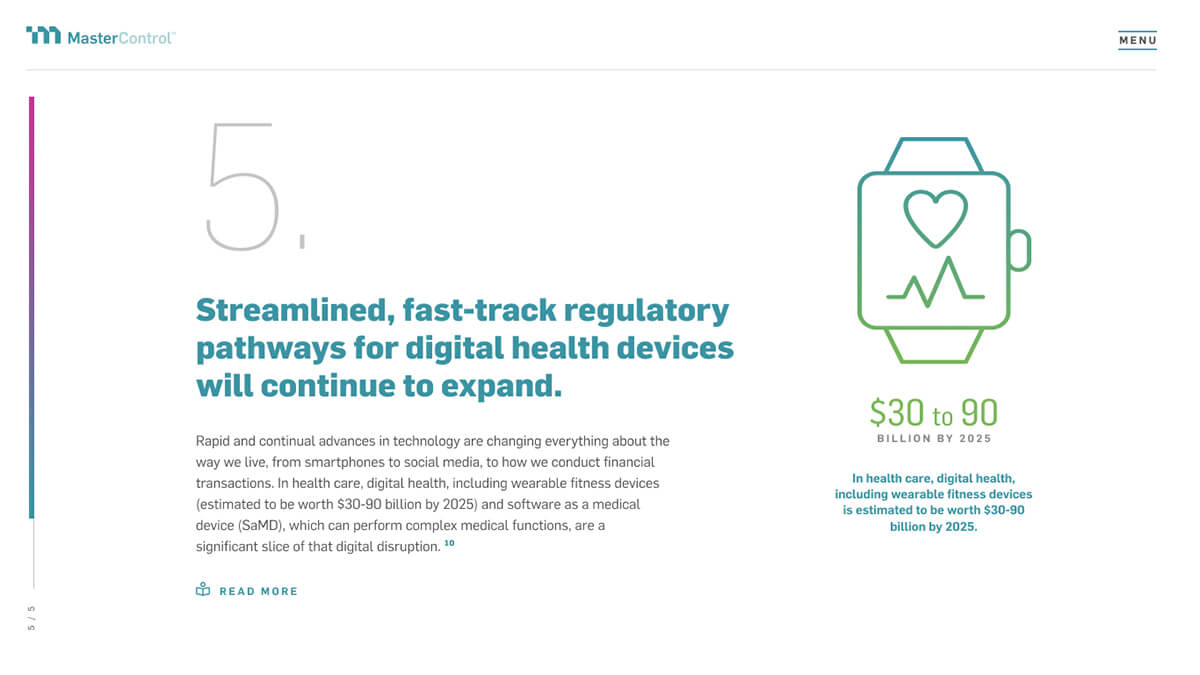 MasterControl™
MENU
5.
Streamlined, fast-track regulatory
pathways for digital health devices
will continue to expand.
Rapid and continual advances in technology are changing everything about the
way we live, from smartphones to social media, to how we conduct financial
transactions. In health care, digital health, including wearable fitness devices
(estimated to be worth $30-90 billion by 2025) and software as a medical
device (SaMD), which can perform complex medical functions, are a
significant slice of that digital disruption. 10
READ MORE
$30 to 90
BILLION BY 2025
In health care, digital health,
including wearable fitness devices
is estimated to be worth $30-90
billion by 2025.
5 / 5